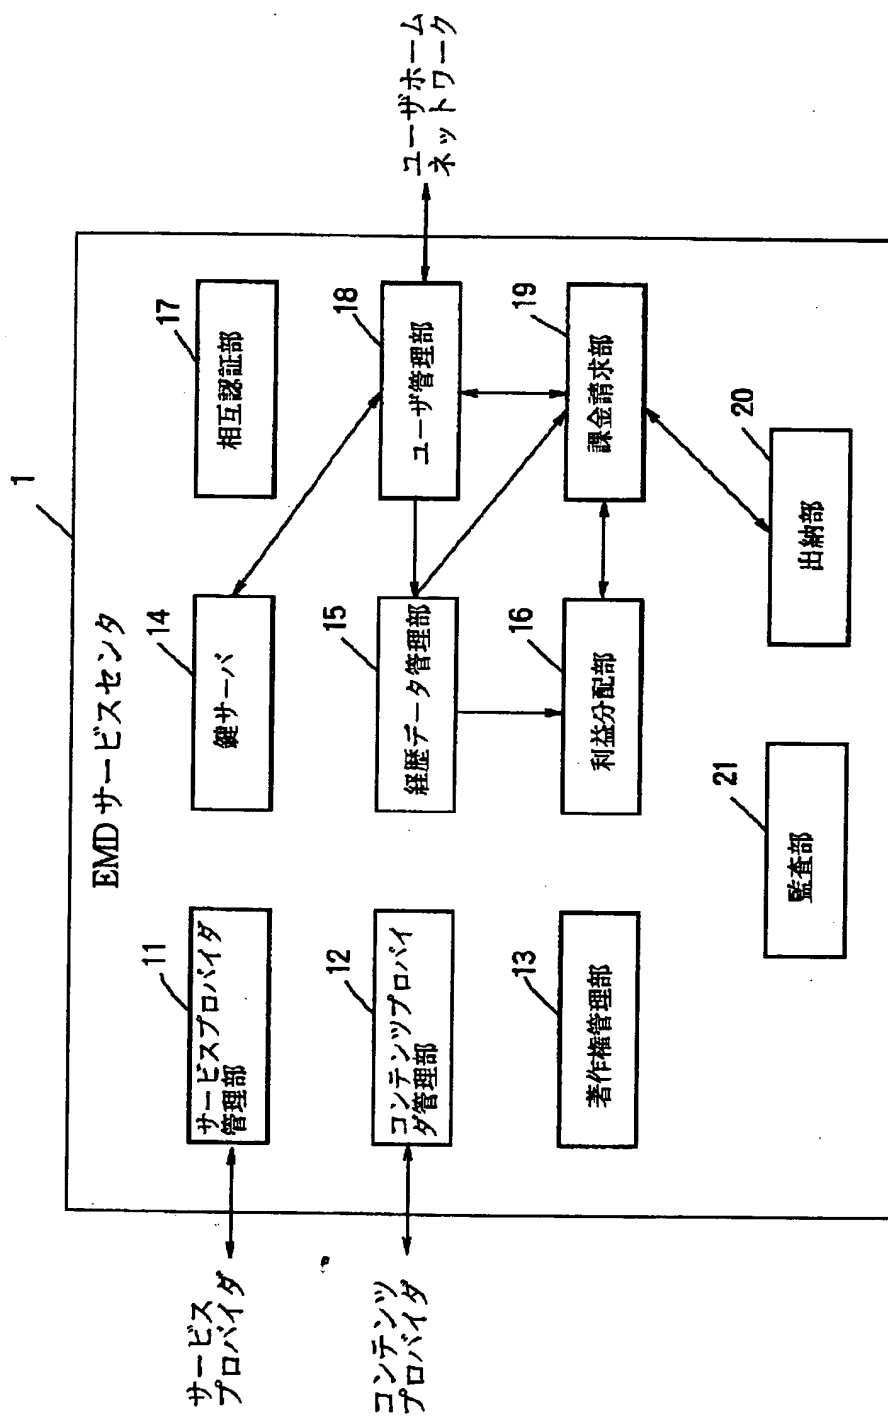 1
EMDサービスセンタ
サービス
プロバイダ
11
サービスプロバイダ
管理部
14
鍵サーバ
17
相互認証部
コンテンツ
プロバイダ
12
コンテンツプロバイ
ダ管理部
15
経歴データ管理部
18
ユーザ管理部
ユーザホーム
ネットワーク
13
著作権管理部
16
利益分配部
19
課金請求部
21
監査部
20
出納部